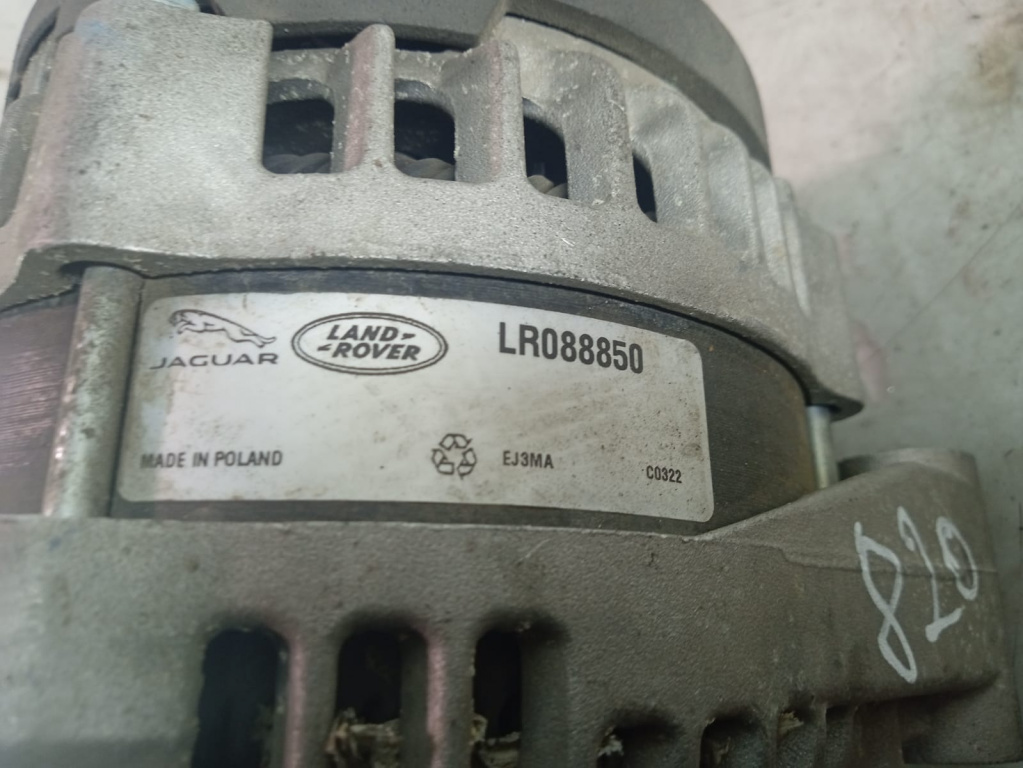 JAGUAR
LAND
ROVER
LR088850
MADE IN POLAND
EJ3MA
C0322
820